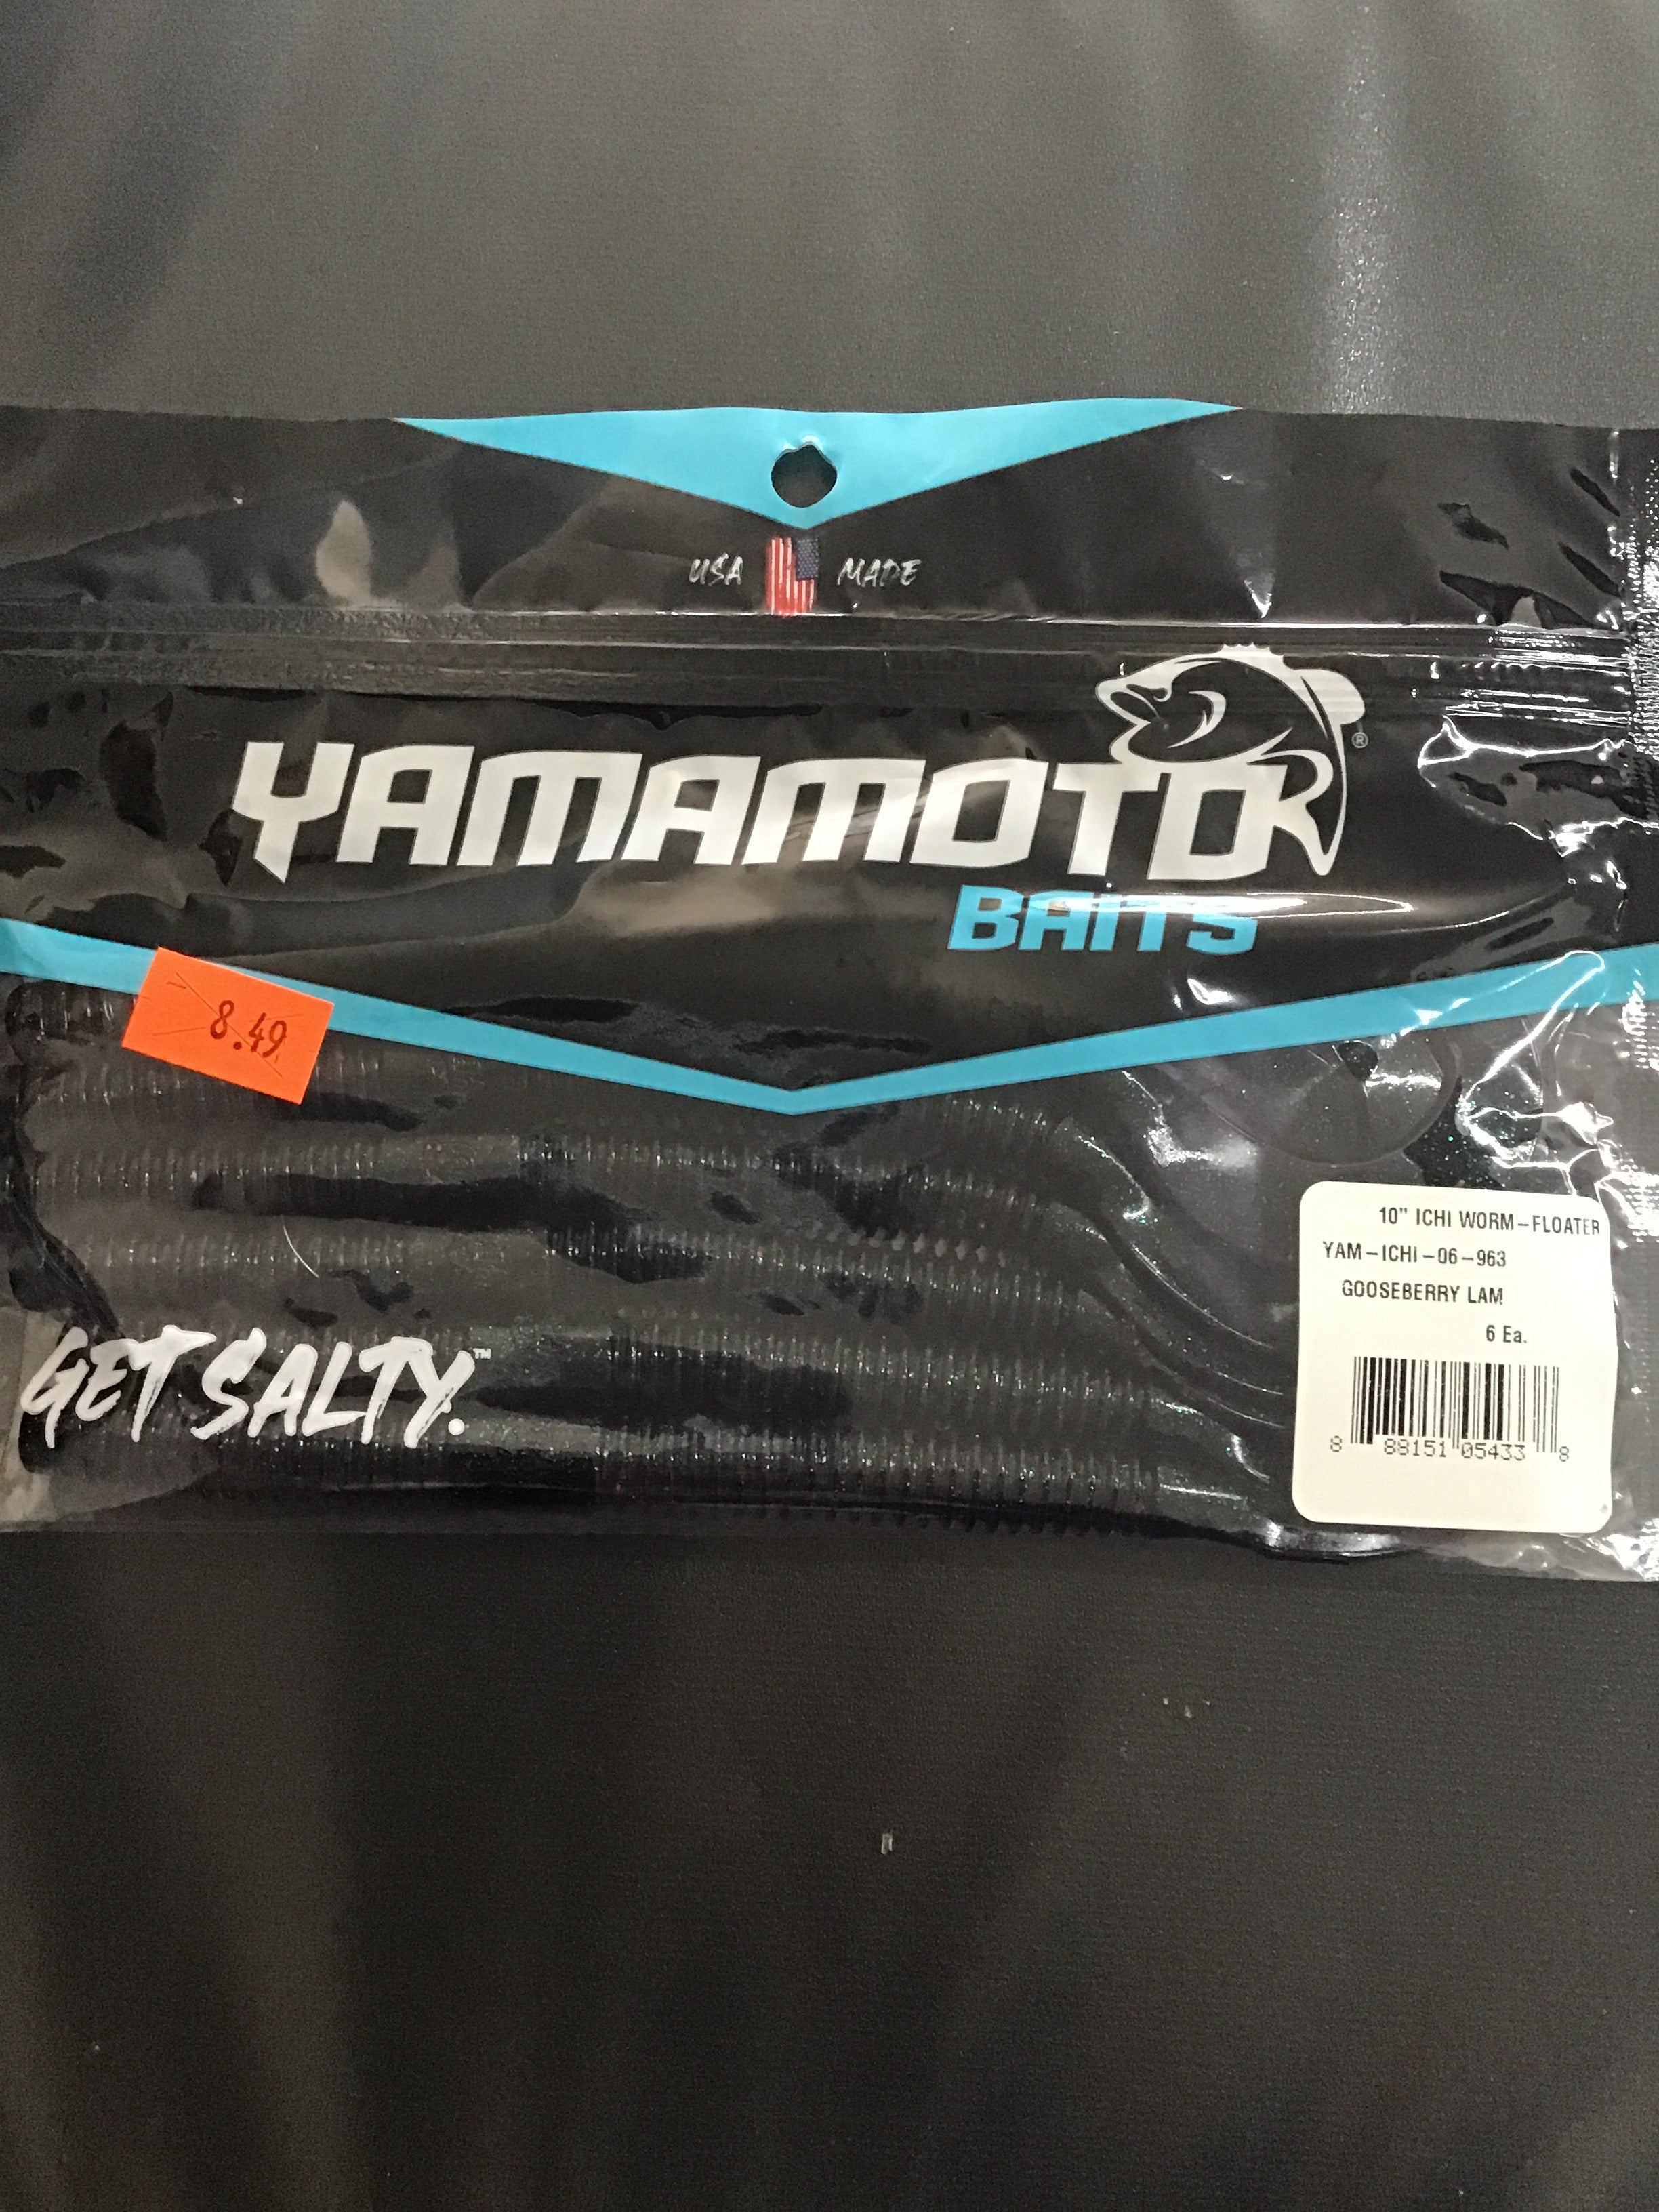 USA MADE
YAMAMOTO®
BAITS
8.49
10" ICHI WORM-FLOATER
YAM-ICHI-06-963
GOOSEBERRY LAM
6 Ea.
8 88151 05433 8
GET SALTY.™